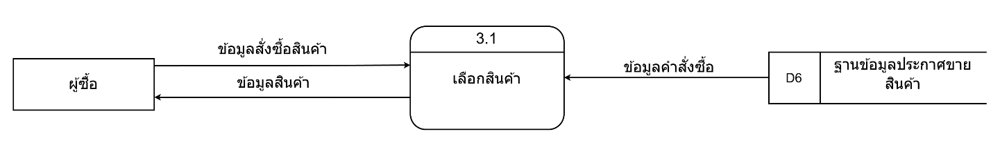 3.1
ข้อมูลสั่งซื้อสินค้า
ผู้ซื้อ
ข้อมูลสินค้า
เลือกสินค้า
ข้อมูลคำสั่งซื้อ
D6
ฐานข้อมูลประกาศขาย
สินค้า